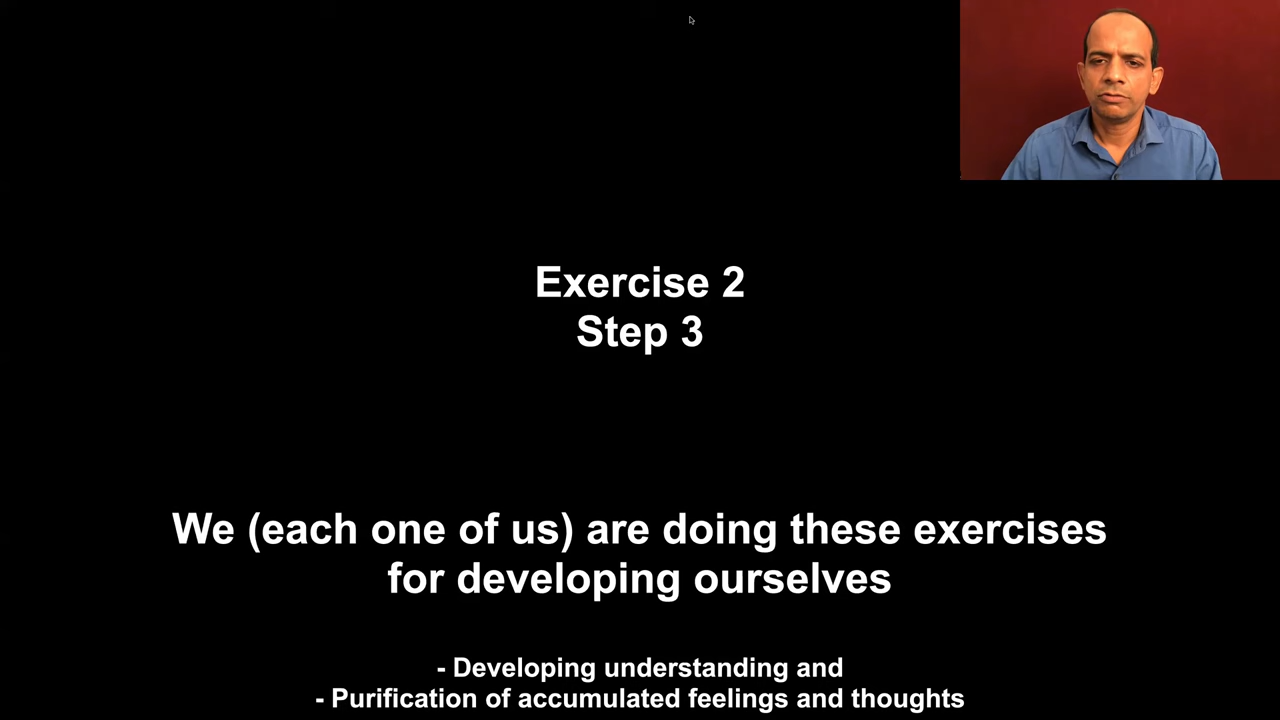 Exercise 2
Step 3
We (each one of us) are doing these exercises
for developing ourselves
- Developing understanding and
- Purification of accumulated feelings and thoughts